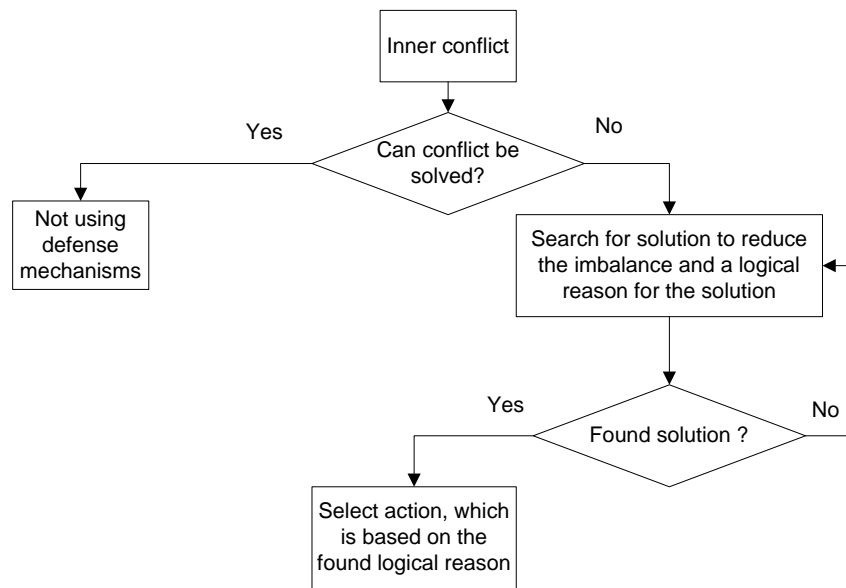 Inner conflict
Yes
No
Can conflict be
solved?
Not using
defense
mechanisms
Search for solution to reduce
the imbalance and a logical
reason for the solution
Yes
No
Found solution ?
Select action, which
is based on the
found logical reason